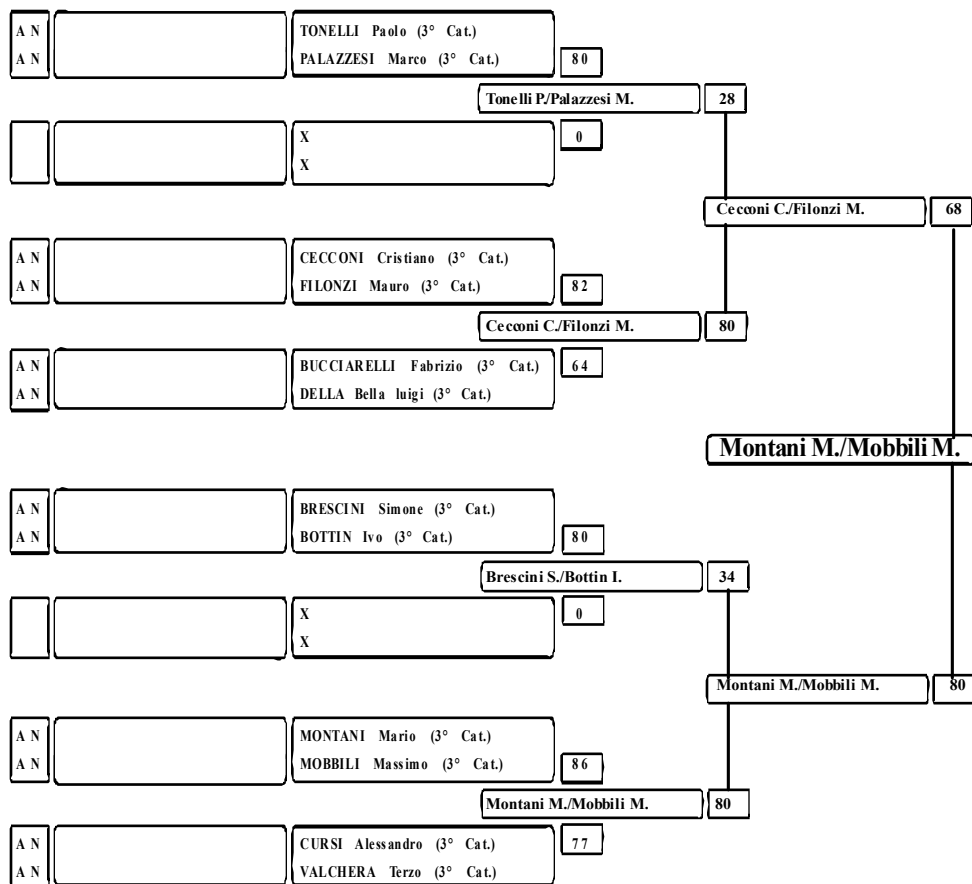 A N TONELLI Paolo (3° Cat.)
A N PALAZZESI Marco (3° Cat.) 80
Tonelli P./Palazzesi M. 28
X 0
X
Cecconi C./Filonzi M. 68
A N CECCONI Cristiano (3° Cat.)
A N FILONZI Mauro (3° Cat.) 82
Cecconi C./Filonzi M. 80
A N BUCCIARELLI Fabrizio (3° Cat.) 64
A N DELLA Bella luigi (3° Cat.)
Montani M./Mobbili M.
A N BRESCINI Simone (3° Cat.)
A N BOTTIN Ivo (3° Cat.) 80
Brescini S./Bottin I. 34
X 0
X
Montani M./Mobbili M. 80
A N MONTANI Mario (3° Cat.)
A N MOBBILI Massimo (3° Cat.) 86
Montani M./Mobbili M. 80
A N CURSI Alessandro (3° Cat.) 77
A N VALCHERA Terzo (3° Cat.)